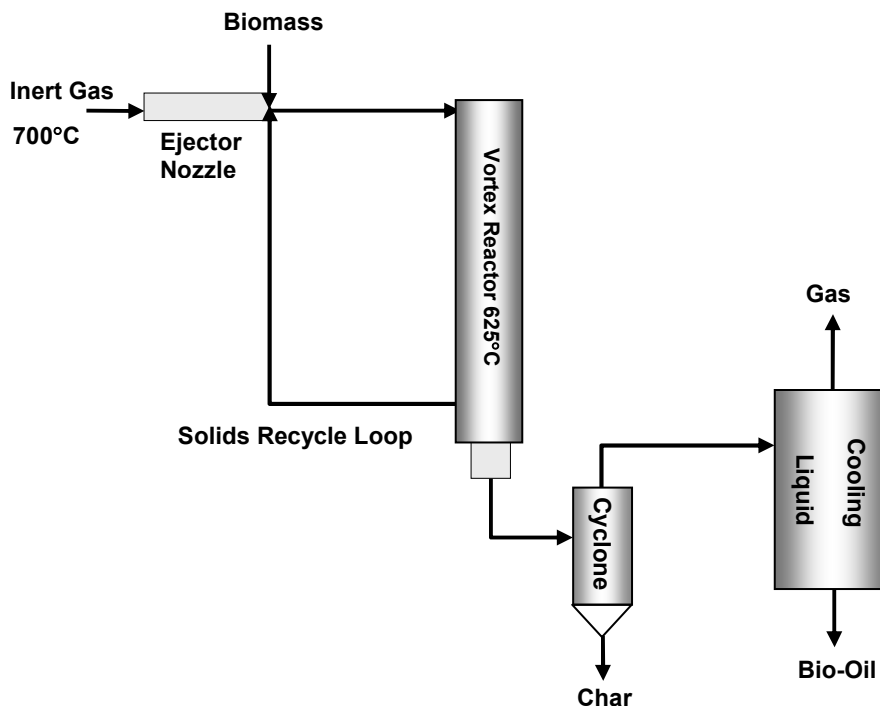 Biomass
Inert Gas
700°C
Ejector
Nozzle
Vortex Reactor 625°C
Solids Recycle Loop
Cyclone
Char
Gas
Cooling
Liquid
Bio-Oil